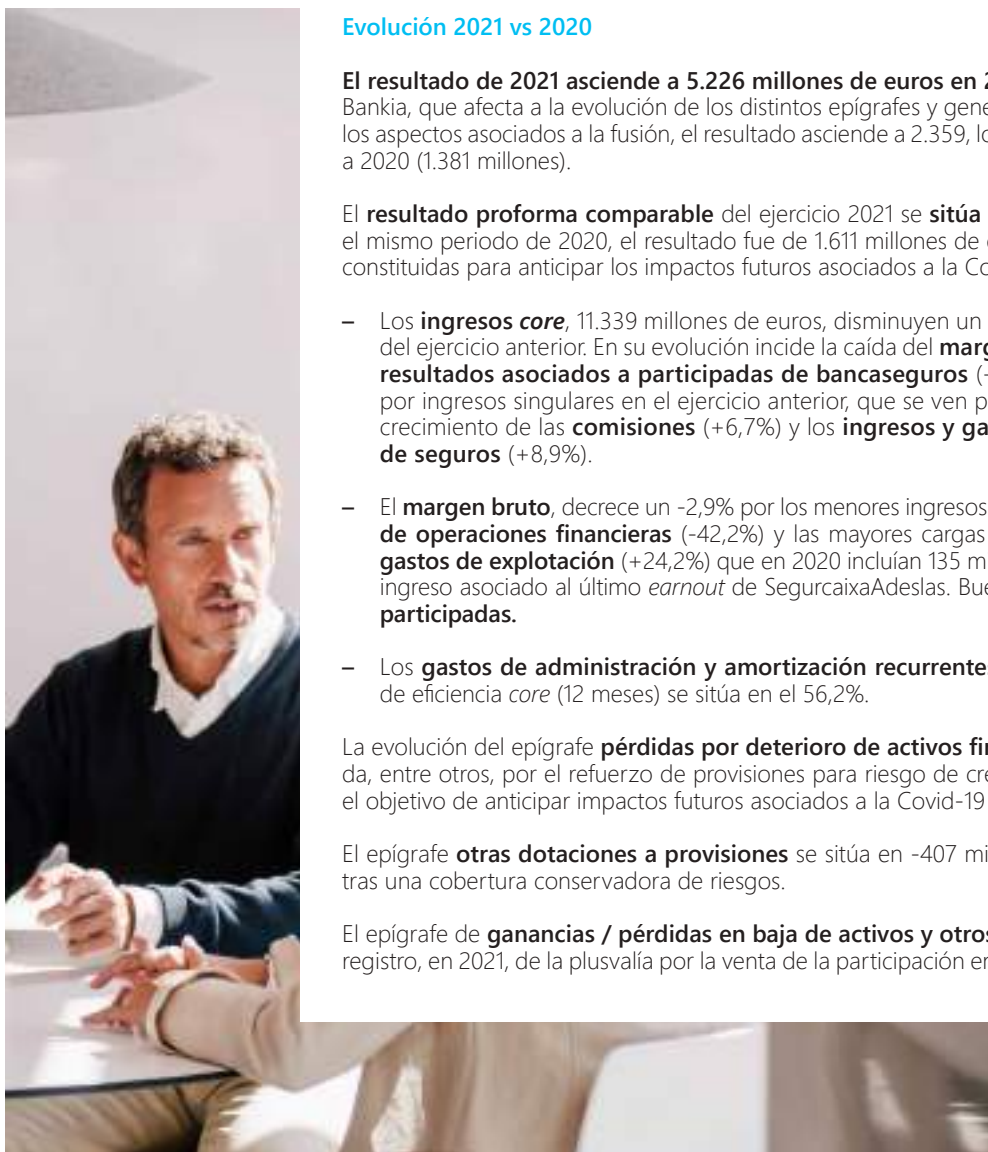 Evolución 2021 vs 2020
El resultado de 2021 asciende a 5.226 millones de euros en
Bankia, que afecta a la evolución de los distintos epígrafes y
los aspectos asociados a la fusión, el resultado asciende a 2.359,
a 2020 (1.381 millones).
El resultado proforma comparable del ejercicio 2021 se sitúa
el mismo periodo de 2020, el resultado fue de 1.611 millones de
constituidas para anticipar los impactos futuros asociados a la
– Los ingresos core, 11.339 millones de euros, disminuyen un
del ejercicio anterior. En su evolución incide la caída del
resultados asociados a participadas de bancaseguros
por ingresos singulares en el ejercicio anterior, que se ven
crecimiento de las comisiones (+6,7%) y los ingresos y
de seguros (+8,9%).
– El margen bruto, decrece un -2,9% por los menores ingresos
de operaciones financieras (-42,2%) y las mayores cargas
gastos de explotación (+24,2%) que en 2020 incluían 135
ingreso asociado al último earnout de SegurcaixaAdeslas.
participadas.
– Los gastos de administración y amortización
de eficiencia core (12 meses) se sitúa en el 56,2%.
La evolución del epígrafe pérdidas por deterioro de activos
da, entre otros, por el refuerzo de provisiones para riesgo de
el objetivo de anticipar impactos futuros asociados a la Covid-19
El epígrafe otras dotaciones a provisiones se sitúa en -407
tras una cobertura conservadora de riesgos.
El epígrafe de ganancias / pérdidas en baja de activos y otros
registro, en 2021, de la plusvalía por la venta de la participación